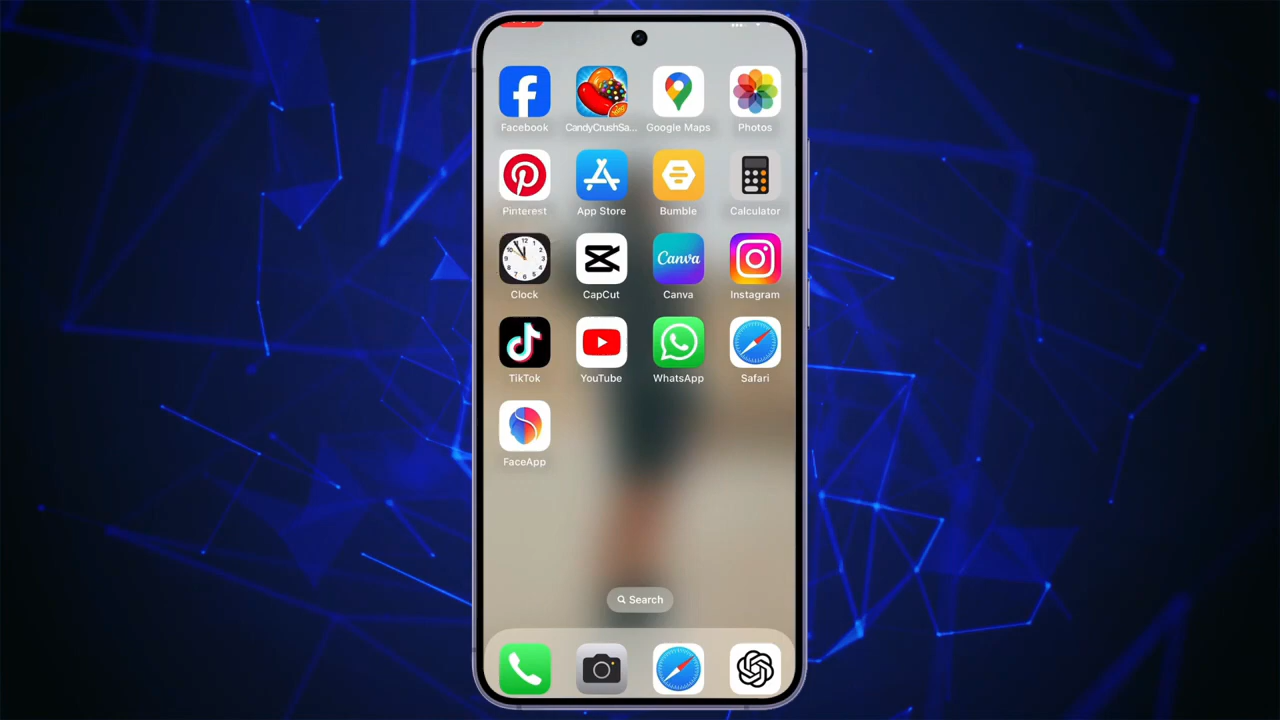 Facebook
CandyCrushSa...
Google Maps
Photos
Pinterest
App Store
Bumble
Calculator
Clock
CapCut
Canva
Canva
Instagram
TikTok
YouTube
WhatsApp
Safari
FaceApp
Search